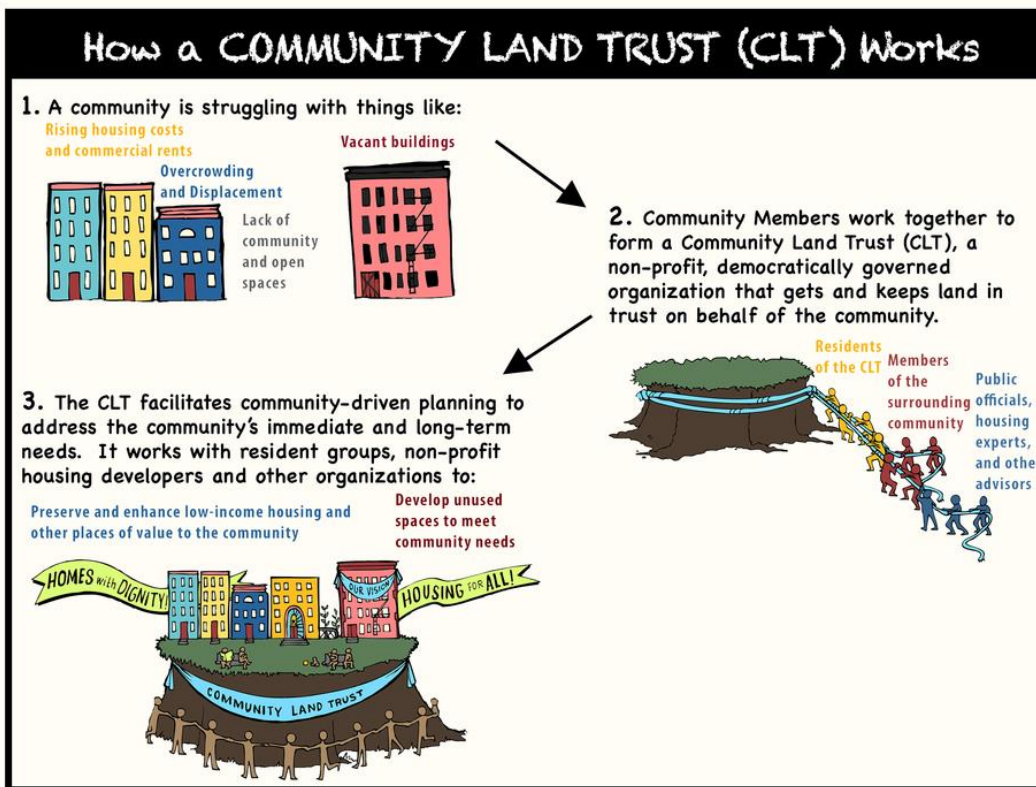 How a COMMUNITY LAND TRUST (CLT) Works
1. A community is struggling with things like:
Rising housing costs
and commercial rents
Overcrowding
and Displacement
Lack of
community
and open
spaces
Vacant buildings
2. Community Members work together to
form a Community Land Trust (CLT), a
non-profit, democratically governed
organization that gets and keeps land in
trust on behalf of the community.
Residents
of the CLT
Members
of the
surrounding
community
Public
officials,
housing
experts,
and other
advisors
3. The CLT facilitates community-driven planning to
address the community's immediate and long-term
needs. It works with resident groups, non-profit
housing developers and other organizations to:
Preserve and enhance low-income housing and
other places of value to the community
Develop unused
spaces to meet
community needs
HOMES with DIGNITY!
OUR VISION
HOUSING FOR ALL!
COMMUNITY LAND TRUST